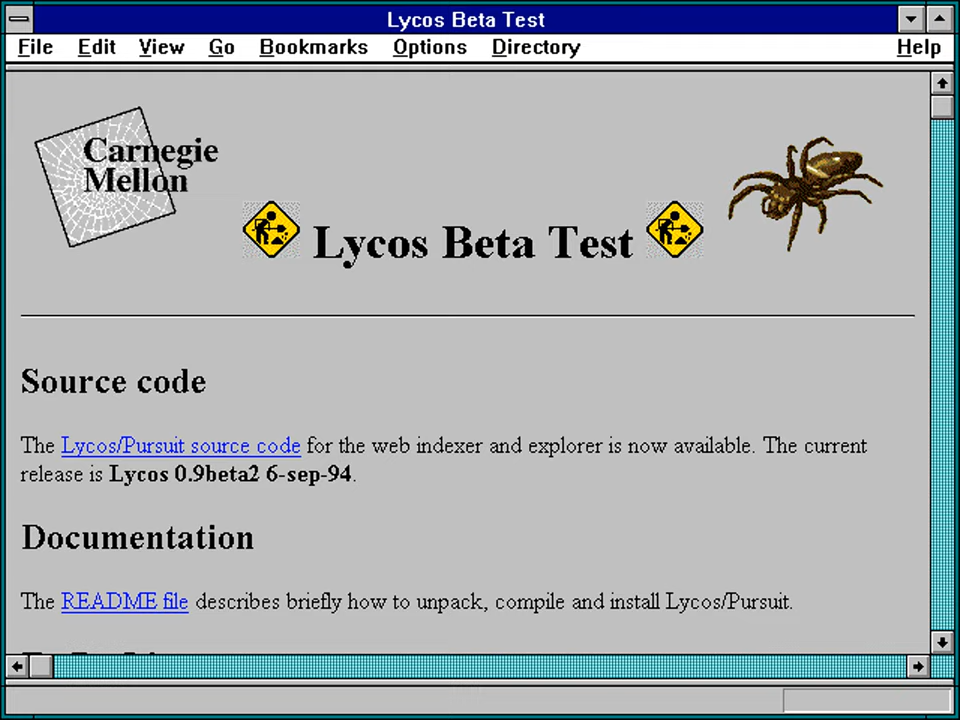 Lycos Beta Test
File Edit View Go Bookmarks Options Directory Help
Carnegie
Mellon
Lycos Beta Test
Source code
The Lycos/Pursuit source code for the web indexer and explorer is now available. The current
release is Lycos 0.9beta2 6-sep-94.
Documentation
The README file describes briefly how to unpack, compile and install Lycos/Pursuit.